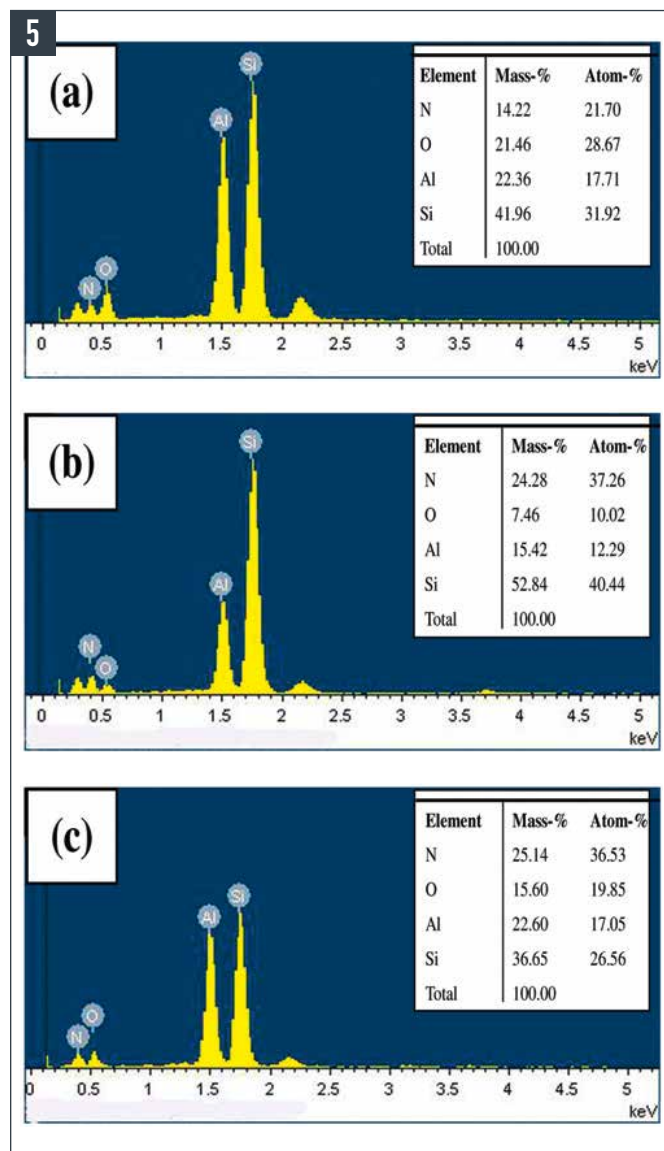 5
(a)
Si
Al
N
O
Element Mass-% Atom-%
N 14.22 21.70
O 21.46 28.67
Al 22.36 17.71
Si 41.96 31.92
Total 100.00
0 0.5 1 1.5 2 2.5 3 3.5 4 4.5 5
keV
(b)
Si
Al
N
O
Element Mass-% Atom-%
N 24.28 37.26
O 7.46 10.02
Al 15.42 12.29
Si 52.84 40.44
Total 100.00
0 0.5 1 1.5 2 2.5 3 3.5 4 4.5 5
keV
(c)
Si
Al
O
N
Element Mass-% Atom-%
N 25.14 36.53
O 15.60 19.85
Al 22.60 17.05
Si 36.65 26.56
Total 100.00
0 0.5 1 1.5 2 2.5 3 3.5 4 4.5 5
keV